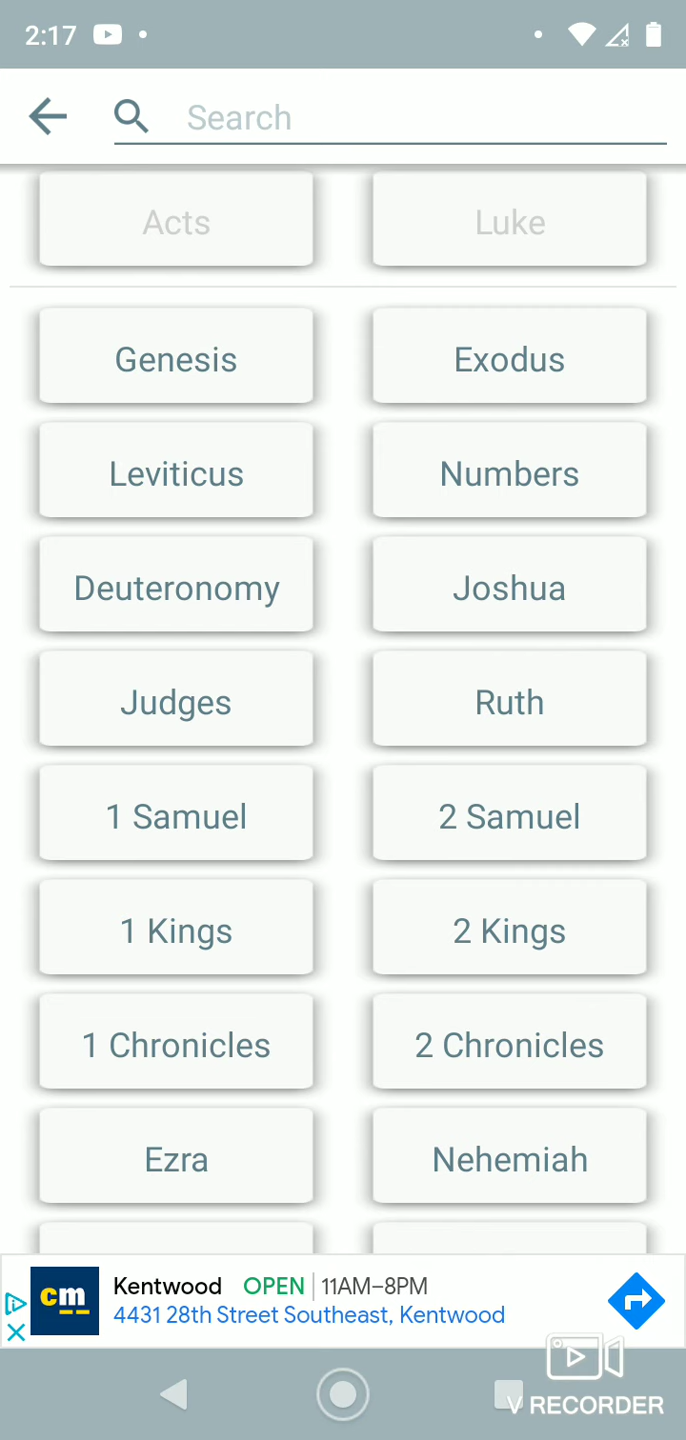 2:17
Search
Acts
Luke
Genesis
Exodus
Leviticus
Numbers
Deuteronomy
Joshua
Judges
Ruth
1 Samuel
2 Samuel
1 Kings
2 Kings
1 Chronicles
2 Chronicles
Ezra
Nehemiah
cm
Kentwood OPEN 11AM–8PM
4431 28th Street Southeast, Kentwood
V RECORDER